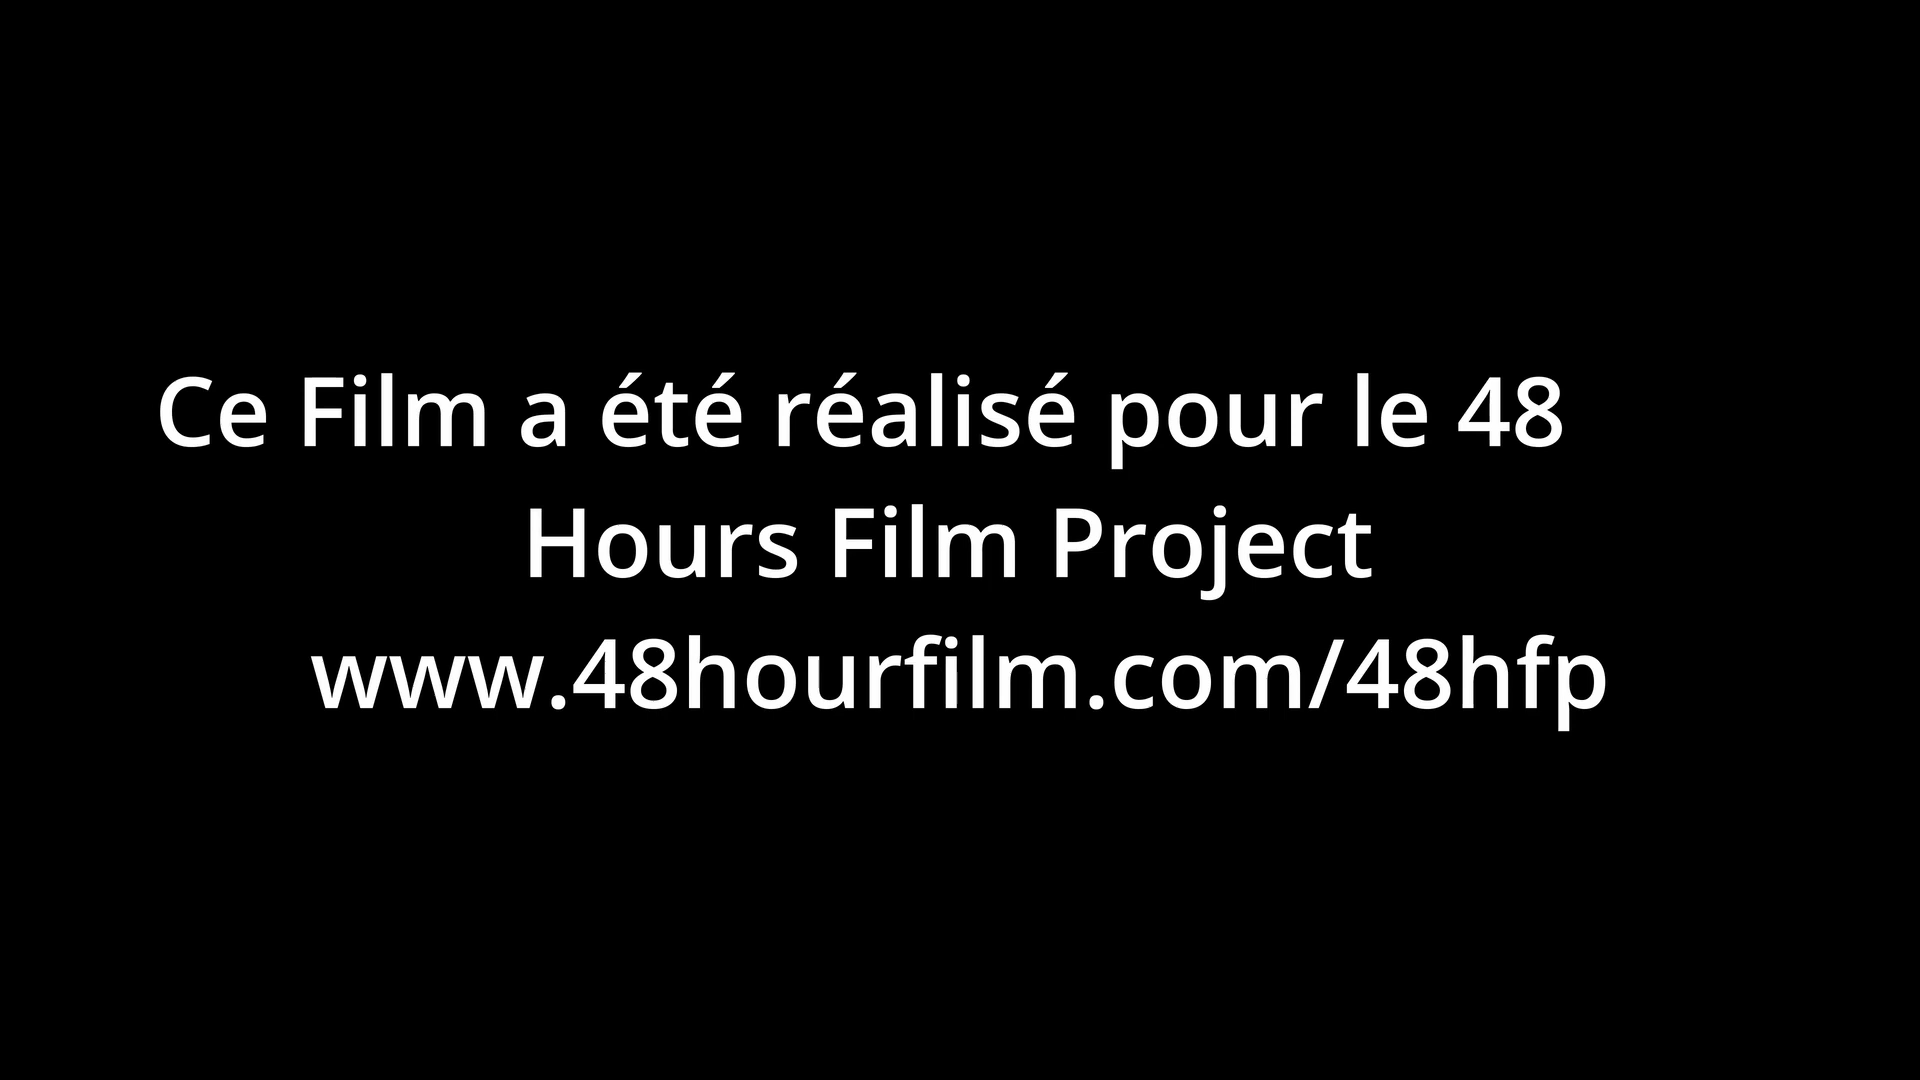 Ce Film a été réalisé pour le 48
Hours Film Project
www.48hourfilm.com/48hfp